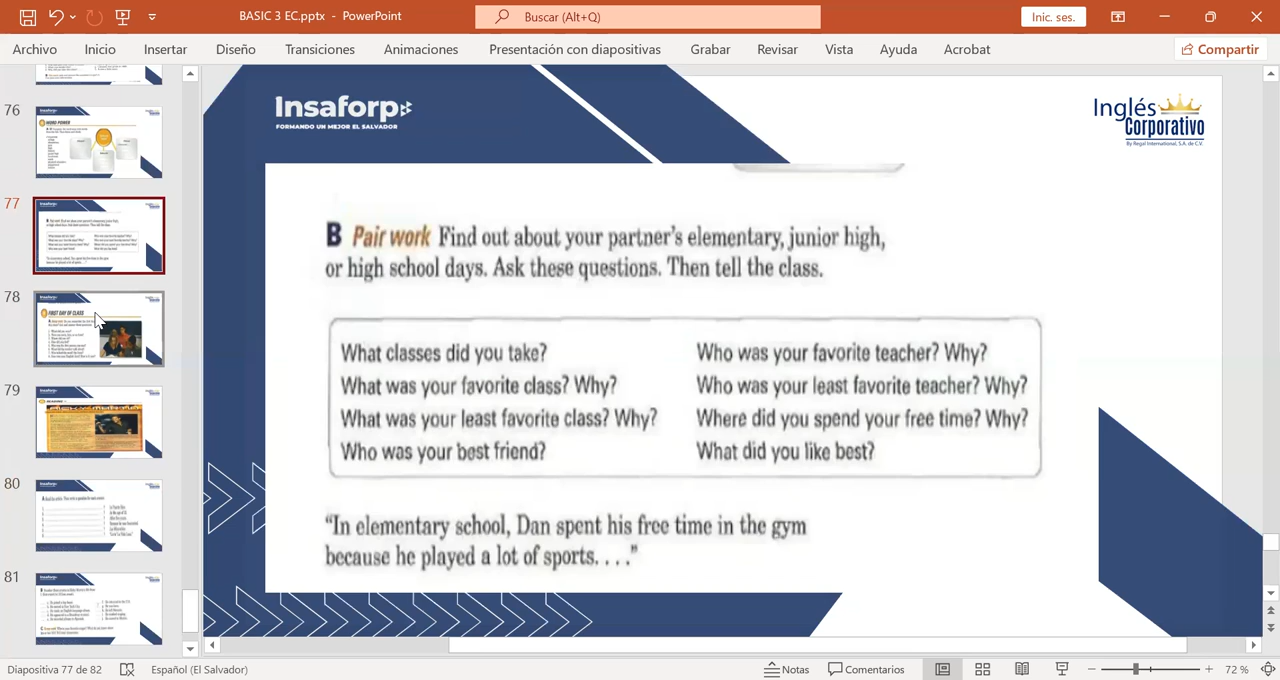 BASIC 3 EC.pptx - PowerPoint
Buscar (Alt+Q)
Inic. ses.
Archivo Inicio Insertar Diseño Transiciones Animaciones Presentación con diapositivas Grabar Revisar Vista Ayuda Acrobat
Compartir
76
77
78
FIRST DAY OF CLASS
79
80
81
Insaforp
FORMANDO UN MEJOR EL SALVADOR
Inglés
Corporativo
By Regal International, S.A. de C.V.
B Pair work Find out about your partner's elementary, junior high,
or high school days. Ask these questions. Then tell the class.
What classes did you take?
What was your favorite class? Why?
What was your least favorite class? Why?
Who was your best friend?
Who was your favorite teacher? Why?
Who was your least favorite teacher? Why?
Where did you spend your free time? Why?
What did you like best?
"In elementary school, Dan spent his free time in the gym
because he played a lot of sports. . . ."
Diapositiva 77 de 82
Español (El Salvador)
Notas
Comentarios
72 %